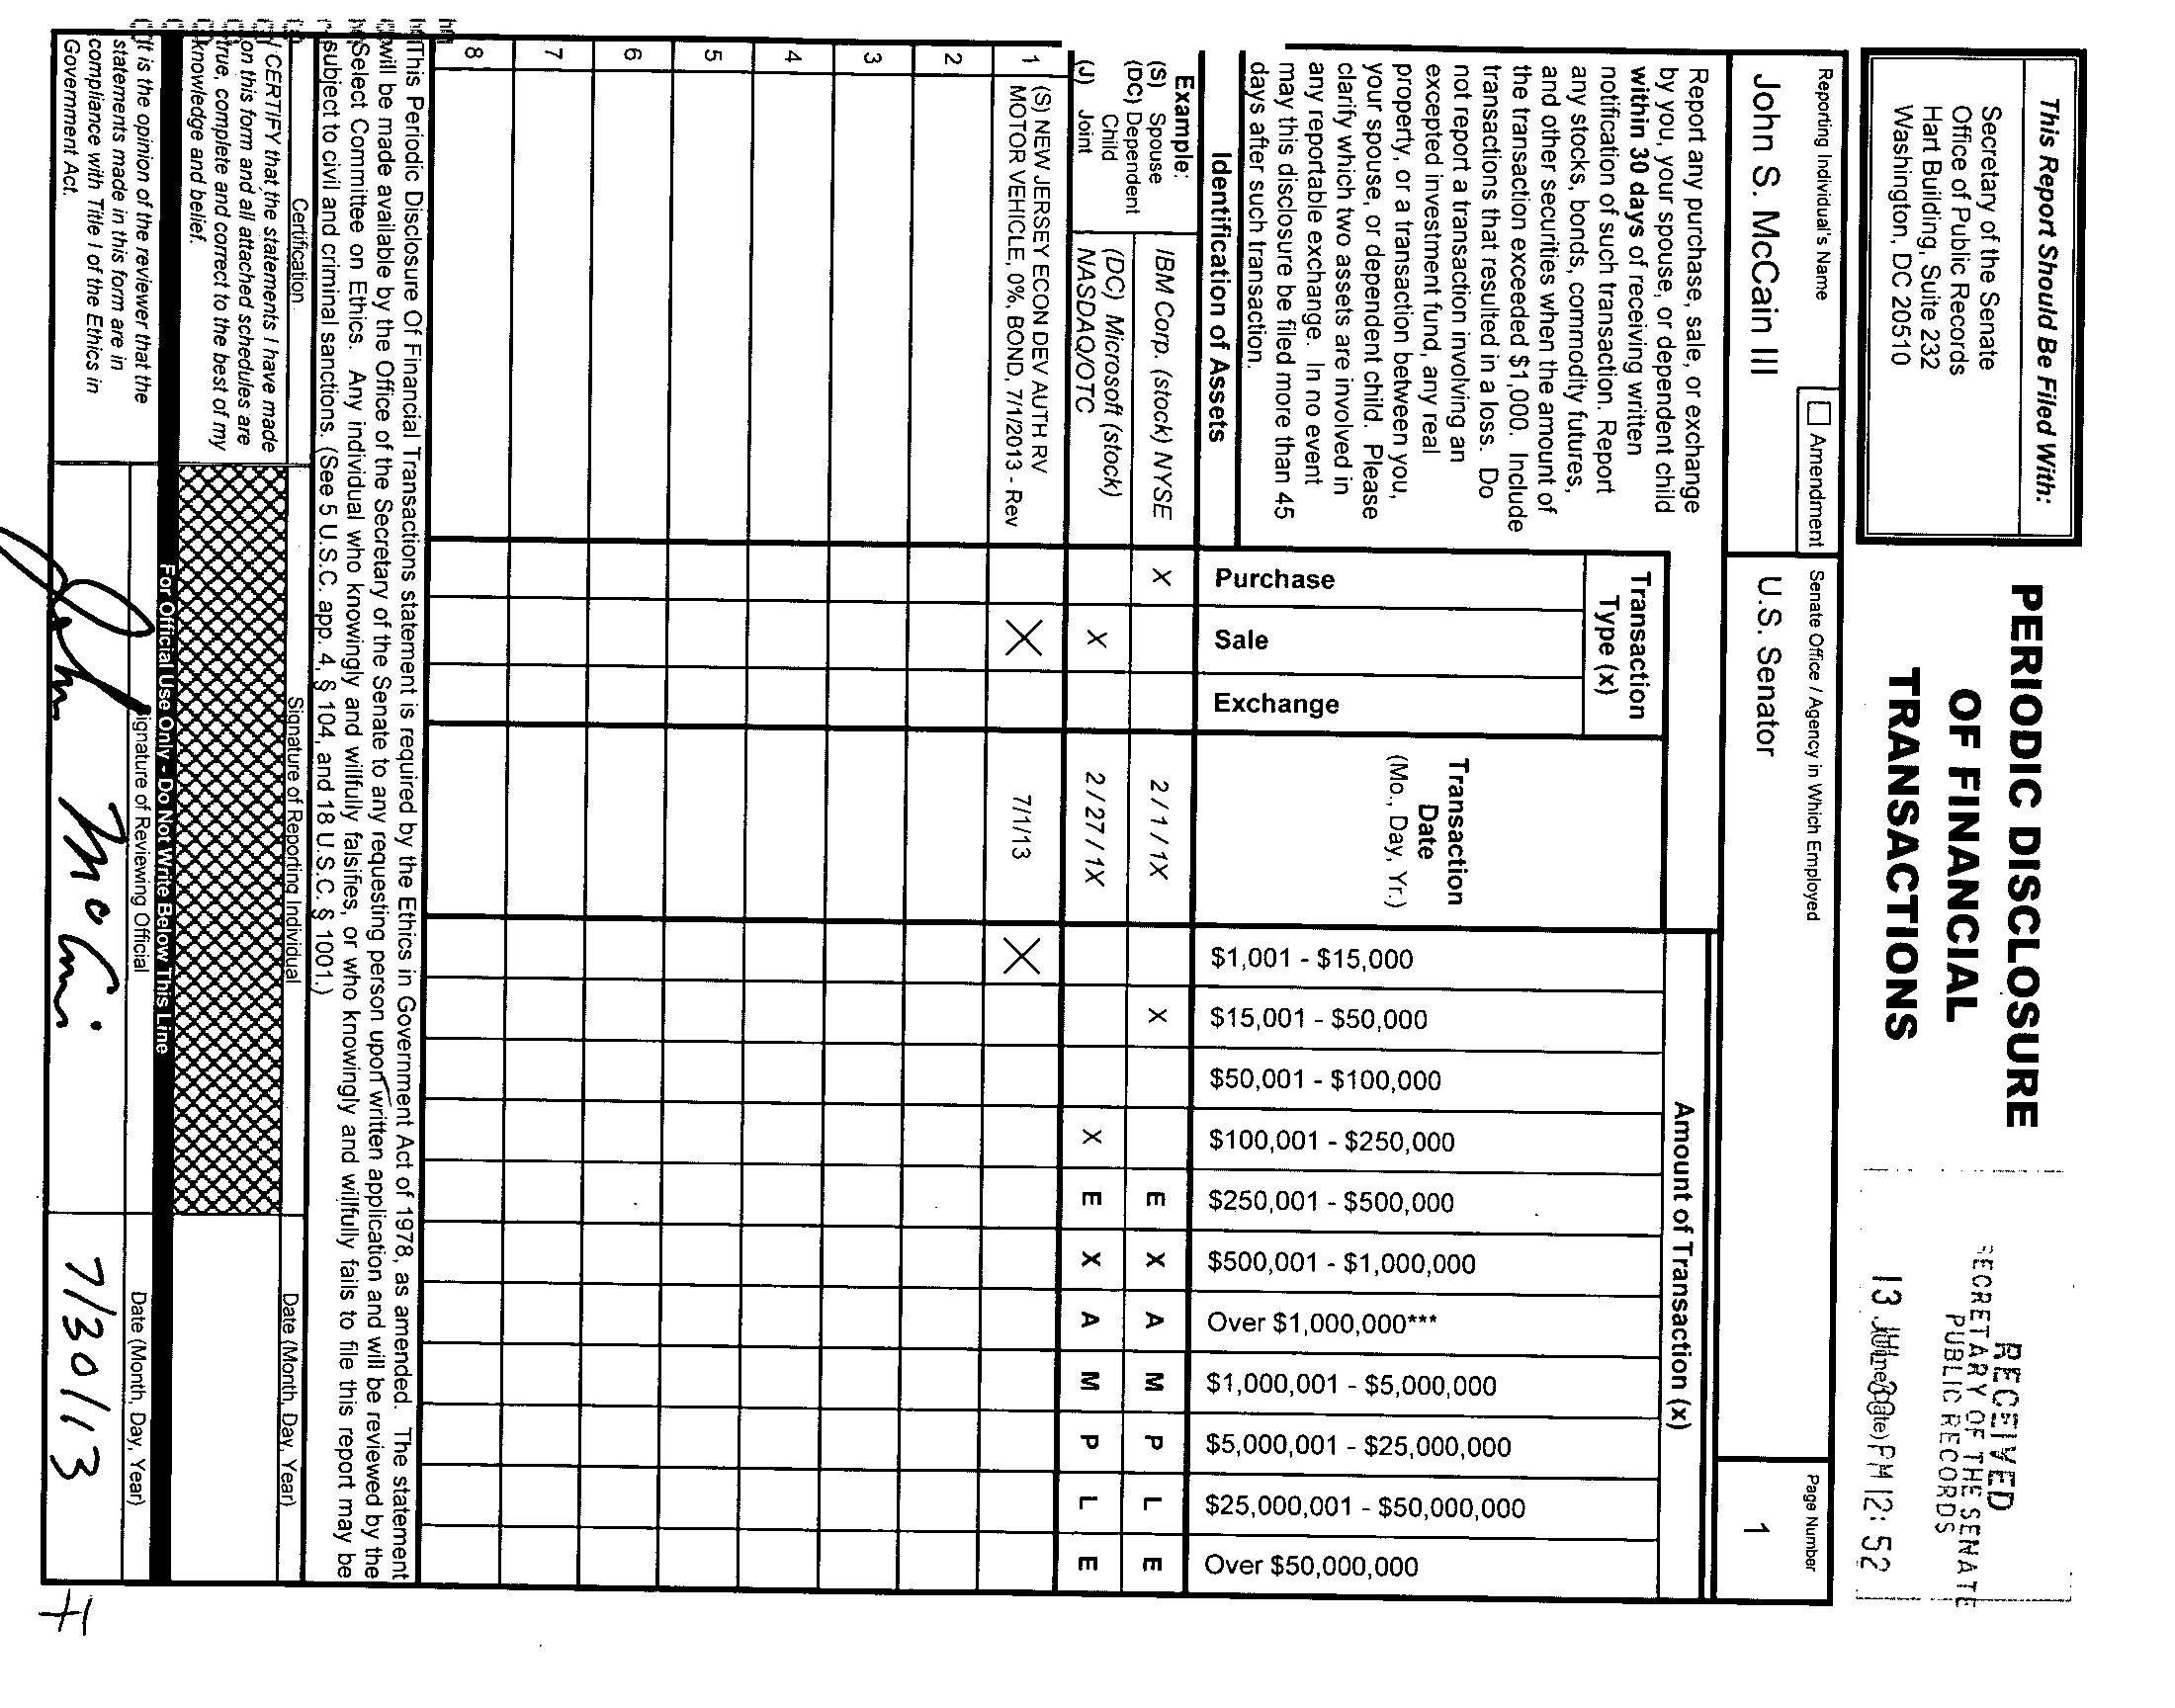 This Report Should Be Filed With:
Secretary of the Senate
Office of Public Records
Hart Building, Suite 232
Washington, DC 20510
PERIODIC DISCLOSURE
OF FINANCIAL
TRANSACTIONS
RECEIVED
SECRETARY OF THE SENATE
PUBLIC RECORDS
13 PM 12: 52
Reporting Individual's Name
Amendment
Senate Office / Agency in Which Employed
Page Number
John S. McCain III
U.S. Senator
1
Report any purchase, sale, or exchange
by you, your spouse, or dependent child
within 30 days of receiving written
notification of such transaction. Report
any stocks, bonds, commodity futures,
and other securities when the amount of
the transaction exceeded $1,000. Include
transactions that resulted in a loss. Do
not report a transaction involving an
excepted investment fund, any real
property, or a transaction between you,
your spouse, or dependent child. Please
clarify which two assets are involved in
any reportable exchange. In no event
may this disclosure be filed more than 45
days after such transaction.
Identification of Assets
Transaction
Type (x)
Purchase
Sale
Exchange
Transaction
Date
(Mo., Day, Yr.)
Amount of Transaction (x)
$1,001 - $15,000
$15,001 - $50,000
$50,001 - $100,000
$100,001 - $250,000
$250,001 - $500,000
$500,001 - $1,000,000
Over $1,000,000***
$1,000,001 - $5,000,000
$5,000,001 - $25,000,000
$25,000,001 - $50,000,000
Over $50,000,000
Example:
(S) Spouse
(DC) Dependent
Child
(J) Joint
IBM Corp. (stock) NYSE X 2 / 1 / 1X X E X A M P L E
(DC) Microsoft (stock)
NASDAQ/OTC X 2 / 27 / 1X X E X A M P L E
1 (S) NEW JERSEY ECON DEV AUTH RV
MOTOR VEHICLE, 0%, BOND, 7/1/2013 - Rev X 7/1/13 X
2
3
4
5
6
7
8
This Periodic Disclosure Of Financial Transactions statement is required by the Ethics in Government Act of 1978, as amended. The statement
will be made available by the Office of the Secretary of the Senate to any requesting person upon written application and will be reviewed by the
Select Committee on Ethics. Any individual who knowingly and willfully falsifies, or who knowingly and willfully fails to file this report may be
subject to civil and criminal sanctions. (See 5 U.S.C. app. 4, § 104, and 18 U.S.C. § 1001.)
Certification
Signature of Reporting Individual
Date (Month, Day, Year)
I CERTIFY that the statements I have made
on this form and all attached schedules are
true, complete and correct to the best of my
knowledge and belief.
For Official Use Only - Do Not Write Below This Line
It is the opinion of the reviewer that the
statements made in this form are in
compliance with Title I of the Ethics in
Government Act.
Signature of Reviewing Official
Date (Month, Day, Year)
John McCain
7/30/13